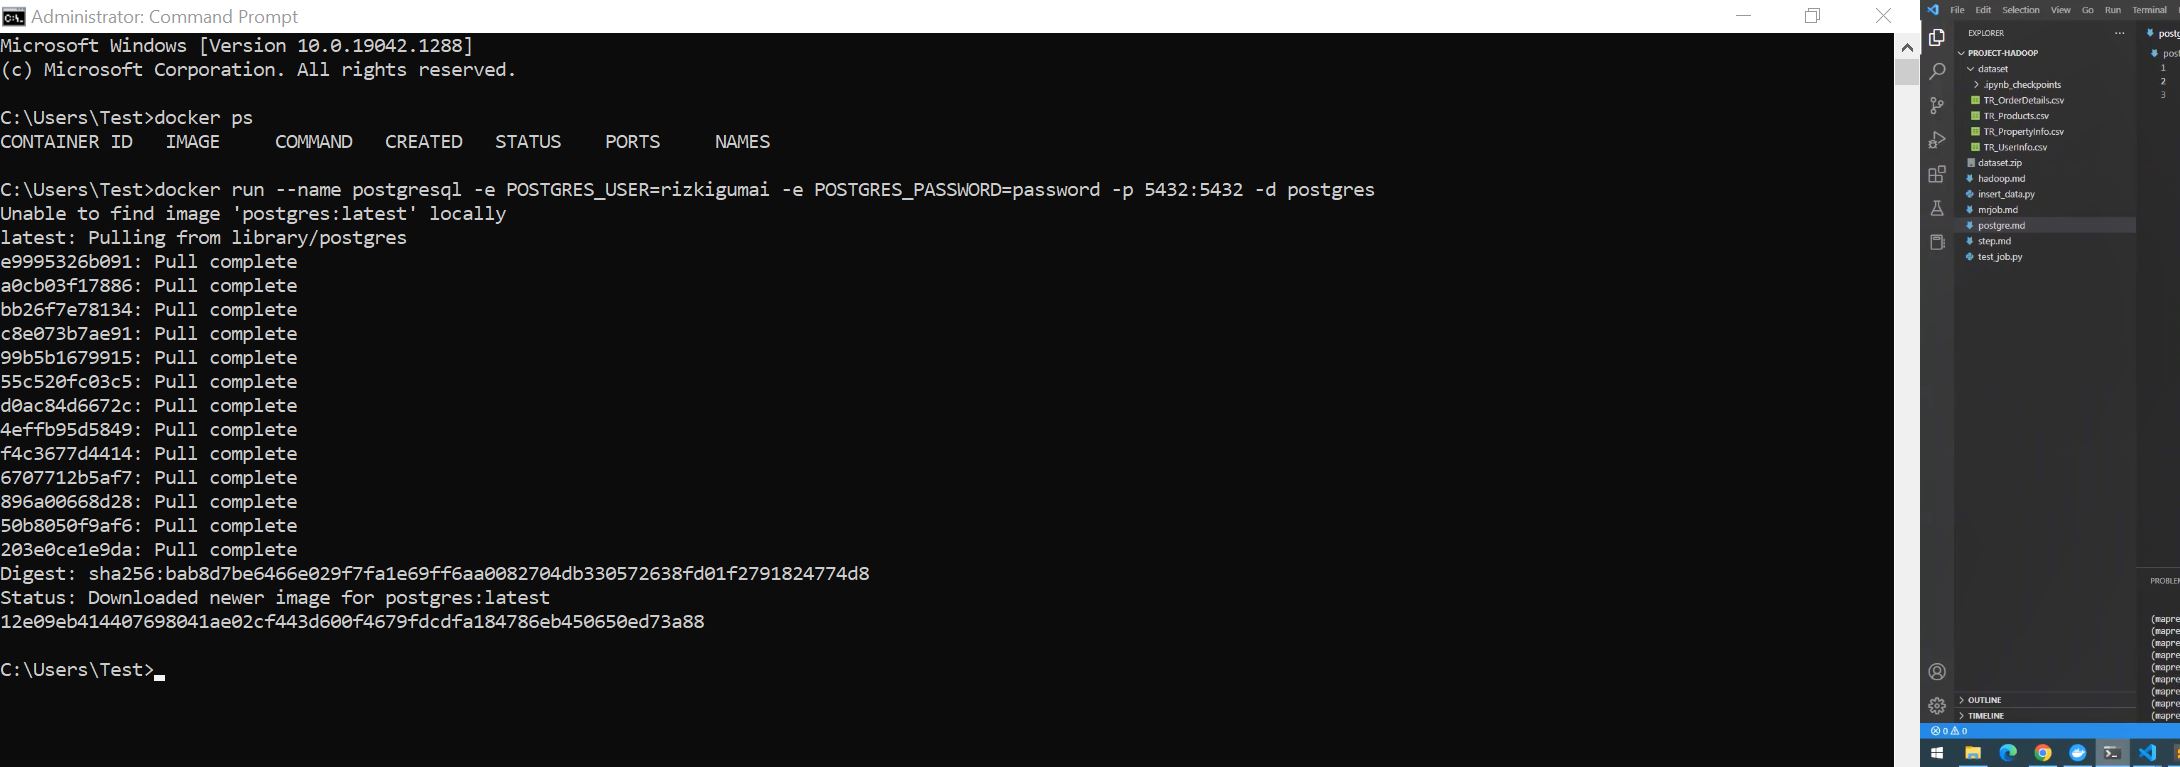 Administrator: Command Prompt
Microsoft Windows [Version 10.0.19042.1288]
(c) Microsoft Corporation. All rights reserved.
C:\Users\Test>docker ps
CONTAINER ID IMAGE COMMAND CREATED STATUS PORTS NAMES
C:\Users\Test>docker run --name postgresql -e POSTGRES_USER=rizkigumai -e POSTGRES_PASSWORD=password -p 5432:5432 -d postgres
Unable to find image 'postgres:latest' locally
latest: Pulling from library/postgres
e9995326b091: Pull complete
a0cb03f17886: Pull complete
bb26f7e78134: Pull complete
c8e073b7ae91: Pull complete
99b5b1679915: Pull complete
55c520fc03c5: Pull complete
d0ac84d6672c: Pull complete
4effb95d5849: Pull complete
f4c3677d4414: Pull complete
6707712b5af7: Pull complete
896a00668d28: Pull complete
50b8050f9af6: Pull complete
203e0ce1e9da: Pull complete
Digest: sha256:bab8d7be6466e029f7fa1e69ff6aa0082704db330572638fd01f2791824774d8
Status: Downloaded newer image for postgres:latest
12e09eb414407698041ae02cf443d600f4679fdcdfa184786eb450650ed73a88
C:\Users\Test>
File Edit Selection View Go Run Terminal
EXPLORER ···
PROJECT-HADOOP
dataset
.ipynb_checkpoints
TR_OrderDetails.csv
TR_Products.csv
TR_PropertyInfo.csv
TR_UserInfo.csv
dataset.zip
hadoop.md
insert_data.py
mrjob.md
postgre.md
step.md
test_job.py
OUTLINE
TIMELINE
0 0
postg
post
1
2
3
PROBLEM
(mapre
(mapre
(mapre
(mapre
(mapre
(mapre
(mapre
(mapre
(mapre